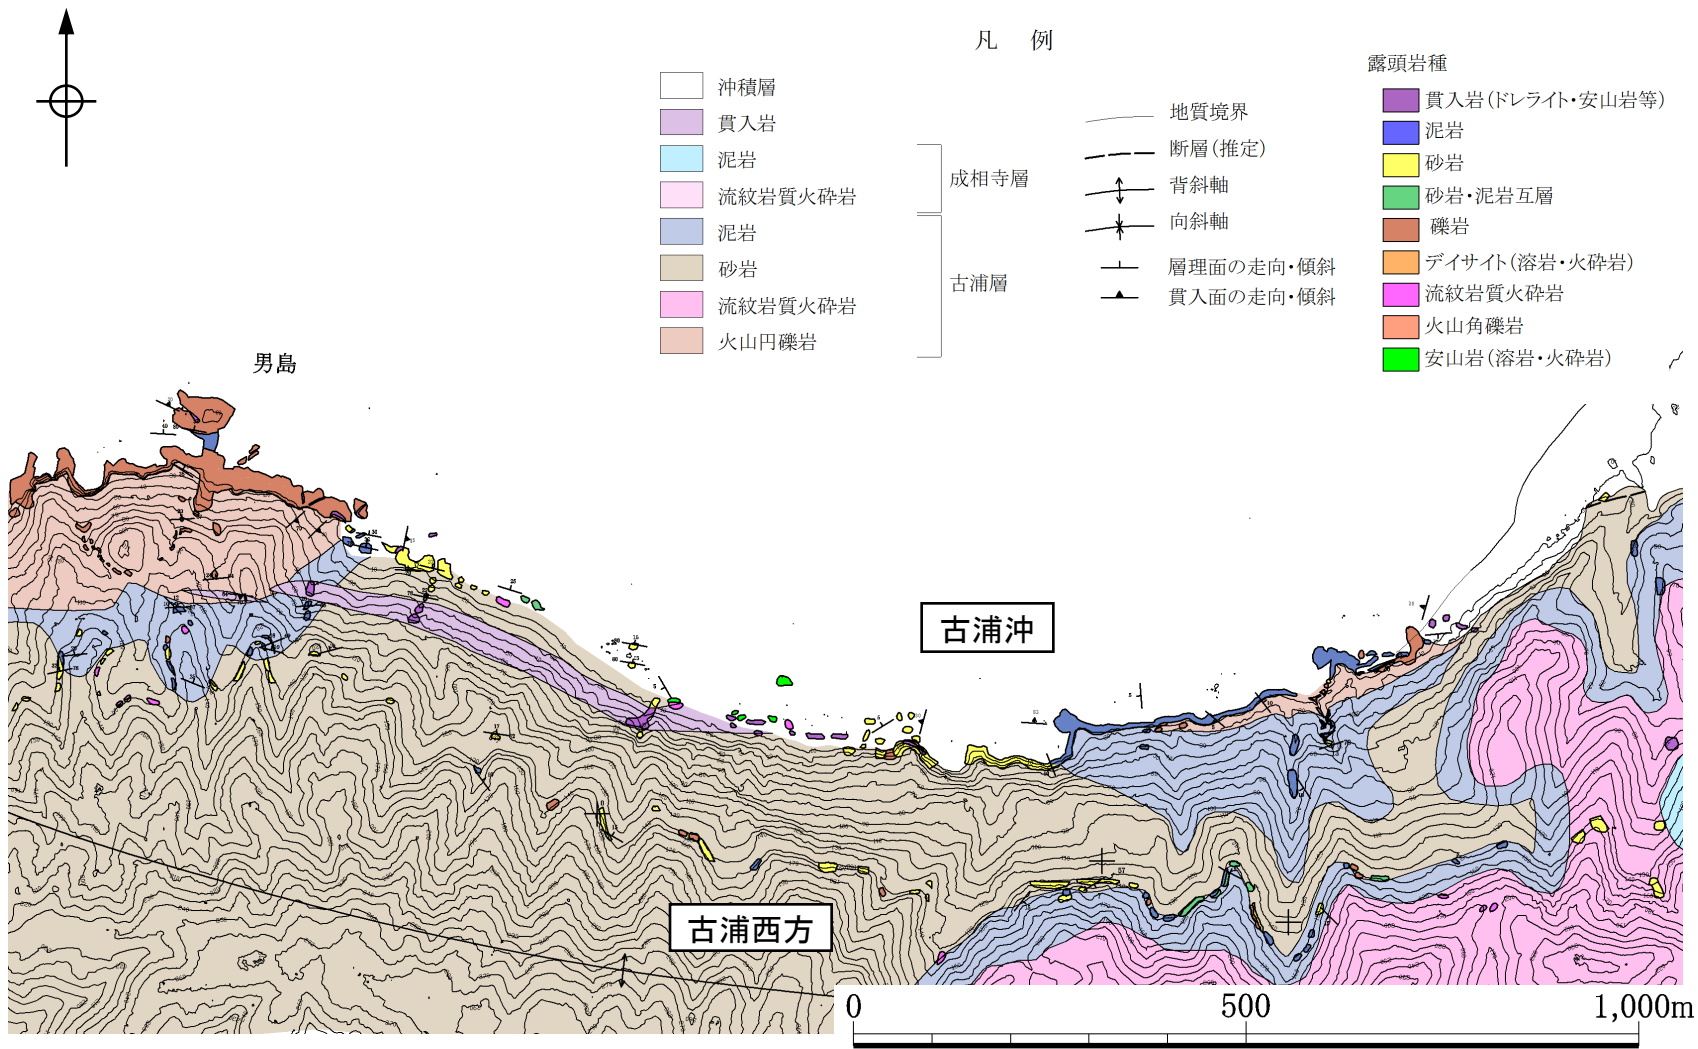 凡 例
沖積層
貫入岩
泥岩
流紋岩質火砕岩
泥岩
砂岩
流紋岩質火砕岩
火山円礫岩
成相寺層
古浦層
地質境界
断層(推定)
背斜軸
向斜軸
層理面の走向・傾斜
貫入面の走向・傾斜
露頭岩種
貫入岩(ドレライト・安山岩等)
泥岩
砂岩
砂岩・泥岩互層
礫岩
デイサイト(溶岩・火砕岩)
流紋岩質火砕岩
火山角礫岩
安山岩(溶岩・火砕岩)
男島
古浦沖
古浦西方
0 500 1,000m